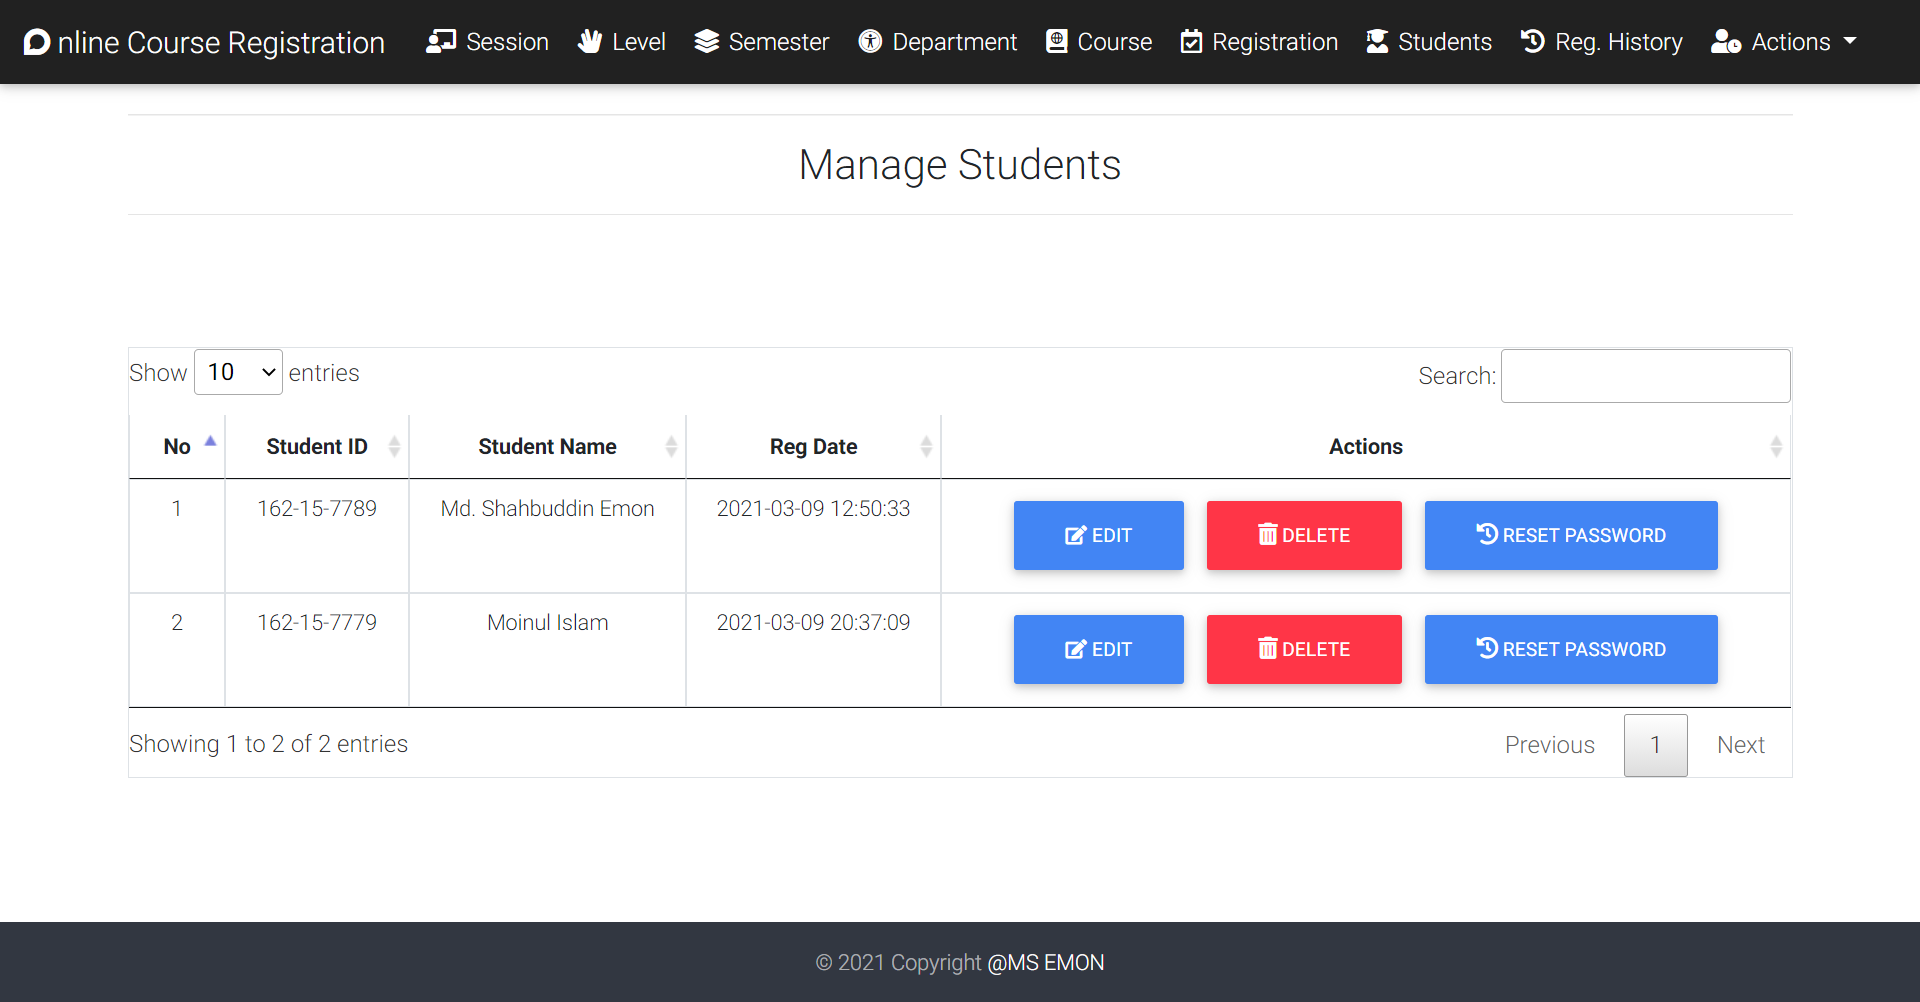 Online Course Registration Session Level Semester Department Course Registration Students Reg. History Actions
Manage Students
Show 10 entries Search:
No Student ID Student Name Reg Date Actions
1 162-15-7789 Md. Shahbuddin Emon 2021-03-09 12:50:33 EDIT DELETE RESET PASSWORD
2 162-15-7779 Moinul Islam 2021-03-09 20:37:09 EDIT DELETE RESET PASSWORD
Showing 1 to 2 of 2 entries Previous 1 Next
© 2021 Copyright @MS EMON